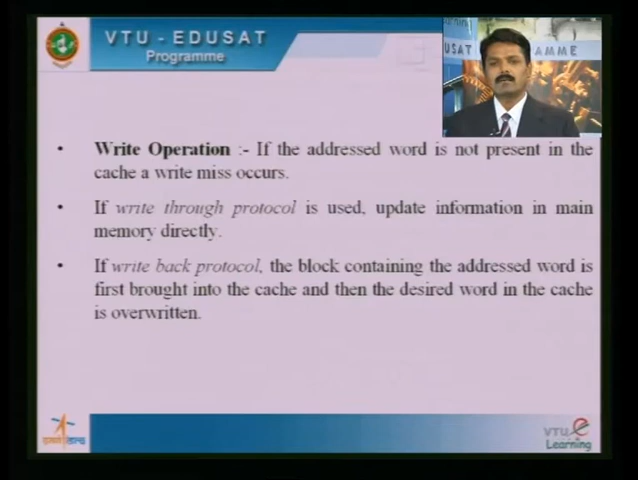 VTU - EDUSAT
Programme
USAT
AMME
• Write Operation :- If the addressed word is not present in the
cache a write miss occurs.
• If write through protocol is used, update information in main
memory directly.
• If write back protocol, the block containing the addressed word is
first brought into the cache and then the desired word in the cache
is overwritten.
VTU e
Learning